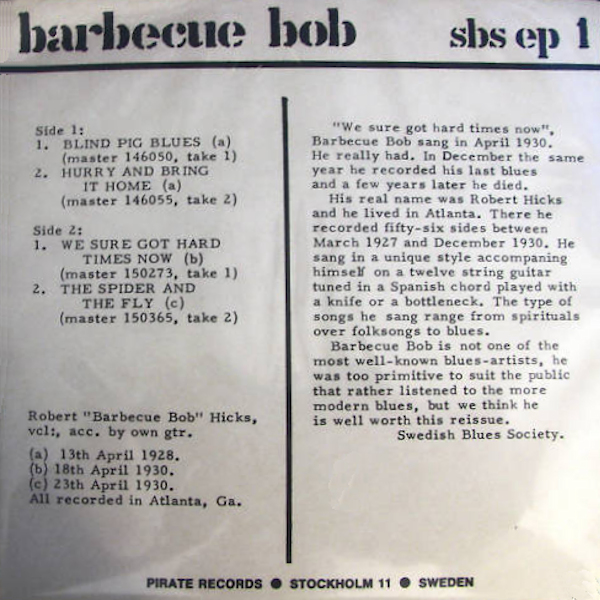 barbecue bob sbs ep 1
Side 1:
1. BLIND PIG BLUES (a)
(master 146050, take 1)
2. HURRY AND BRING
IT HOME (a)
(master 146055, take 2)
Side 2:
1. WE SURE GOT HARD
TIMES NOW (b)
(master 150273, take 1)
2. THE SPIDER AND
THE FLY (c)
(master 150365, take 2)
Robert "Barbecue Bob" Hicks,
vcl:, acc. by own gtr.
(a) 13th April 1928.
(b) 18th April 1930.
(c) 23th April 1930.
All recorded in Atlanta, Ga.
"We sure got hard times now",
Barbecue Bob sang in April 1930.
He really had. In December the same
year he recorded his last blues
and a few years later he died.
His real name was Robert Hicks
and he lived in Atlanta. There he
recorded fifty-six sides between
March 1927 and December 1930. He
sang in a unique style accompaning
himself on a twelve string guitar
tuned in a Spanish chord played with
a knife or a bottleneck. The type of
songs he sang range from spirituals
over folksongs to blues.
Barbecue Bob is not one of the
most well-known blues-artists, he
was too primitive to suit the public
that rather listened to the more
modern blues, but we think he
is well worth this reissue.
Swedish Blues Society.
PIRATE RECORDS ● STOCKHOLM 11 ● SWEDEN